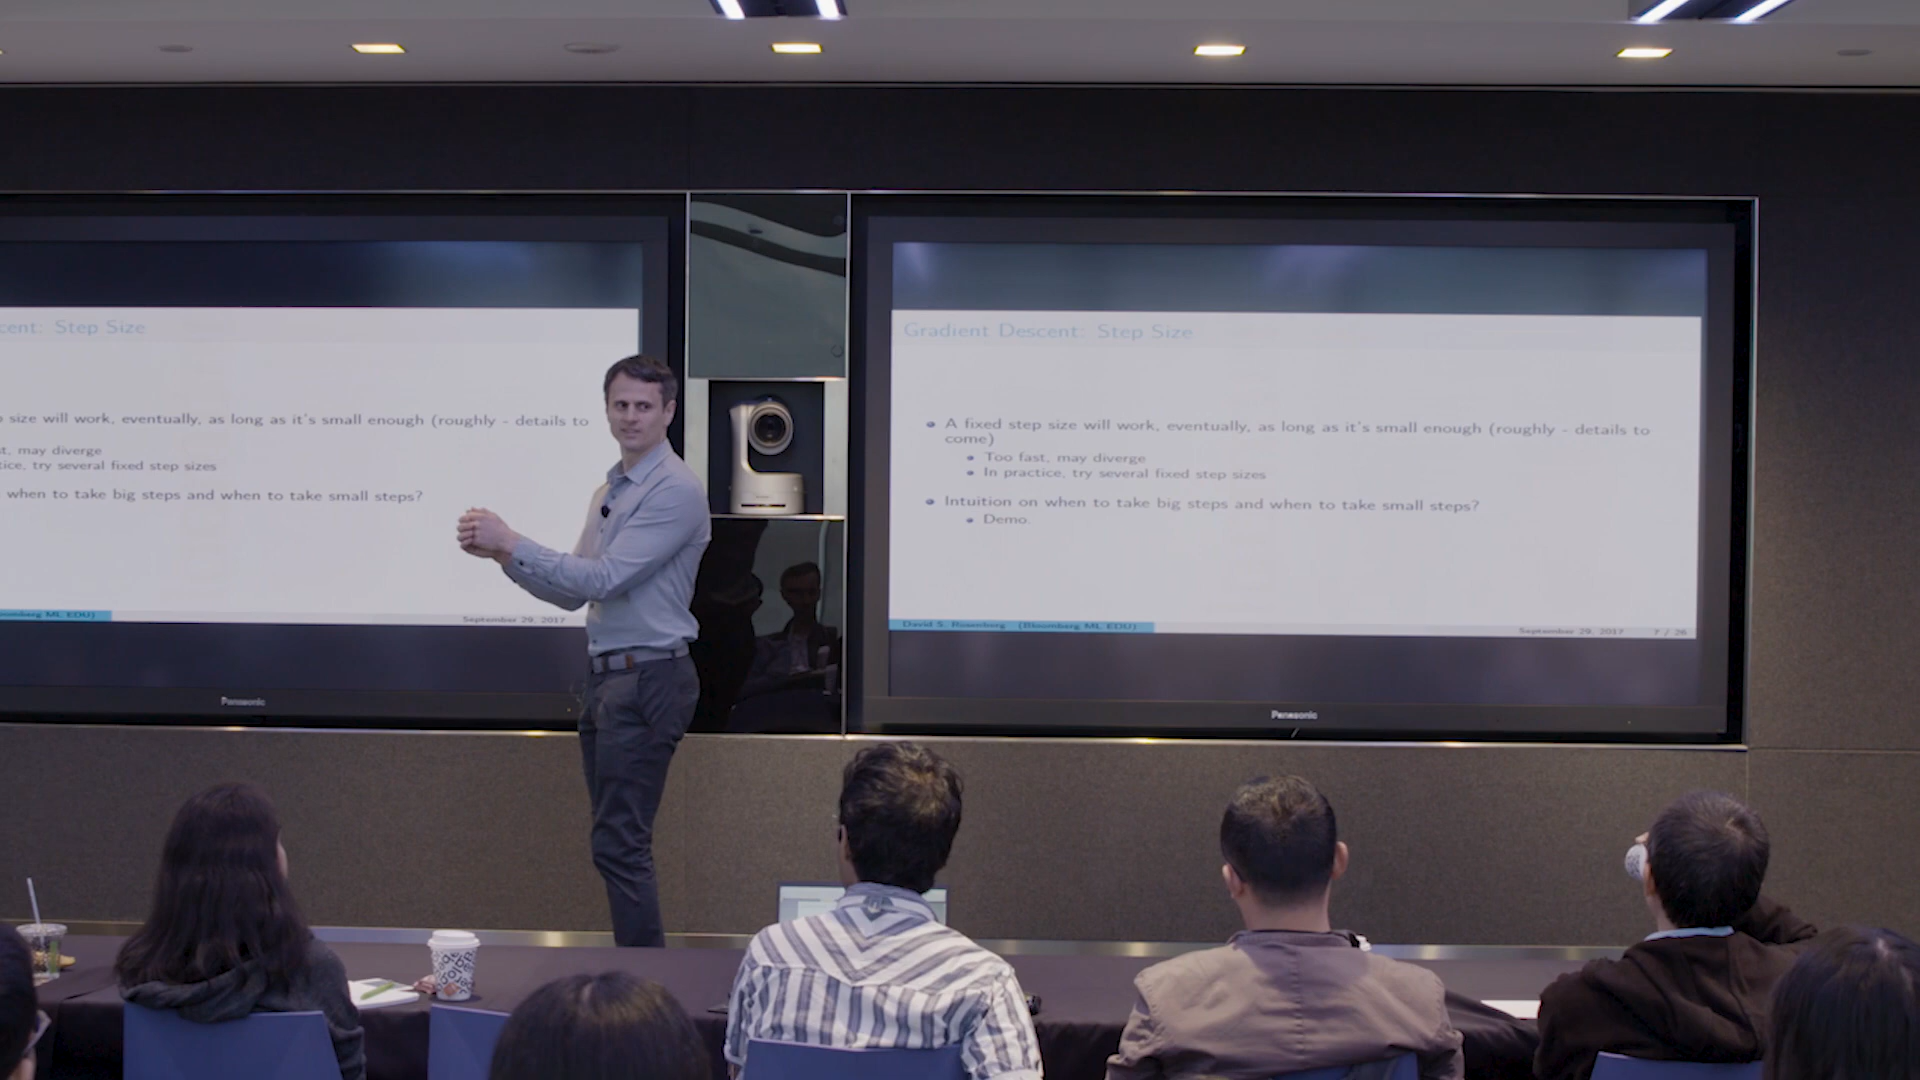 cent: Step Size
size will work, eventually, as long as it's small enough (roughly - details to
st, may diverge
tice, try several fixed step sizes
when to take big steps and when to take small steps?
omberg ML EDU)
September 29, 2017
Panasonic
Gradient Descent: Step Size
A fixed step size will work, eventually, as long as it's small enough (roughly - details to
come)
Too fast, may diverge
In practice, try several fixed step sizes
Intuition on when to take big steps and when to take small steps?
Demo.
David S. Rosenberg (Bloomberg ML EDU)
September 29, 2017 7 / 26
Panasonic